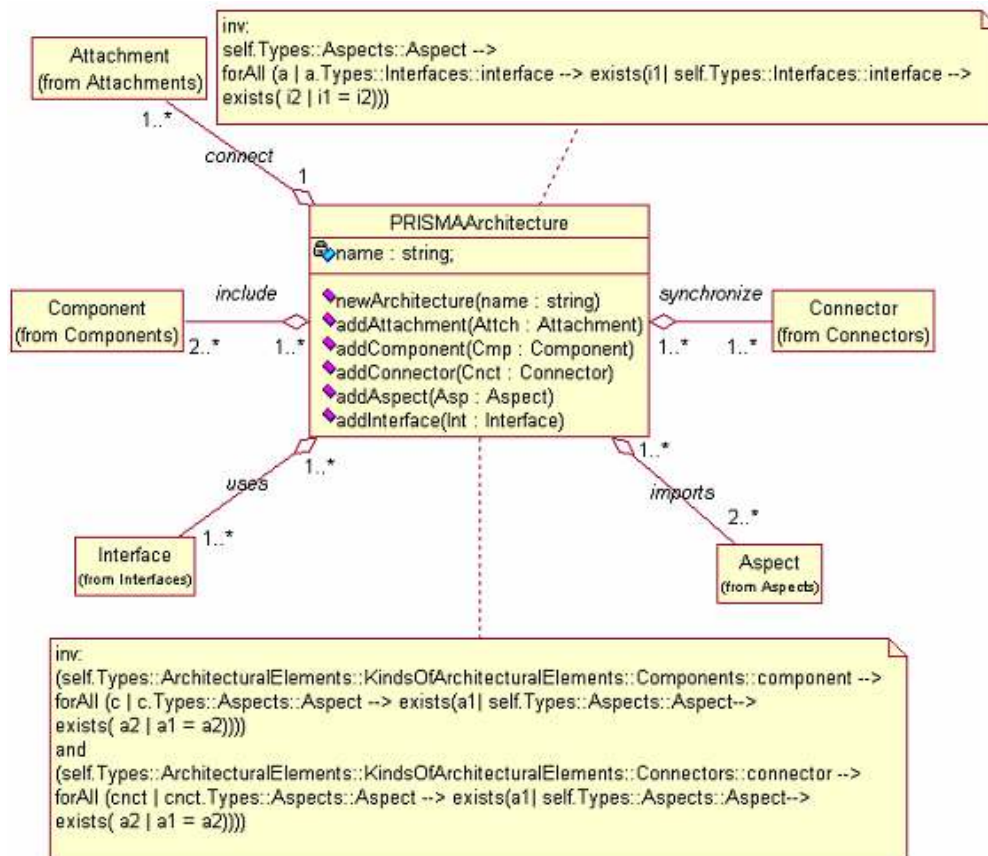 inv:
self.Types::Aspects::Aspect -->
forAll (a | a.Types::Interfaces::interface --> exists(i1| self.Types::Interfaces::interface -->
exists( i2 | i1 = i2)))
Attachment
(from Attachments)
1..*
connect
1
PRISMAArchitecture
name : string;
newArchitecture(name : string)
addAttachment(Attch : Attachment)
addComponent(Cmp : Component)
addConnector(Cnct : Connector)
addAspect(Asp : Aspect)
addInterface(Int : Interface)
include
Component
(from Components)
2..*
1..*
synchronize
Connector
(from Connectors)
1..*
1..*
1..*
uses
1..*
Interface
(from Interfaces)
1..*
imports
2..*
Aspect
(from Aspects)
inv:
(self.Types::ArchitecturalElements::KindsOfArchitecturalElements::Components::component -->
forAll (c | c.Types::Aspects::Aspect --> exists(a1| self.Types::Aspects::Aspect-->
exists( a2 | a1 = a2))))
and
(self.Types::ArchitecturalElements::KindsOfArchitecturalElements::Connectors::connector -->
forAll (cnct | cnct.Types::Aspects::Aspect --> exists(a1| self.Types::Aspects::Aspect-->
exists( a2 | a1 = a2))))